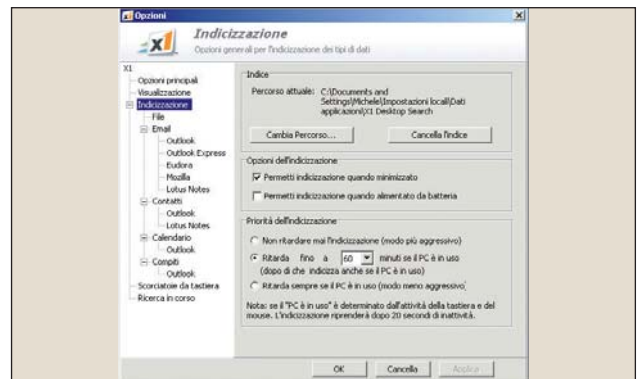 Opzioni
x1
Indicizzazione
Opzioni generali per l'indicizzazione dei tipi di dati
X1
Opzioni principali
Visualizzazione
Indicizzazione
File
Email
Outlook
Outlook Express
Eudora
Mozilla
Lotus Notes
Contatti
Outlook
Lotus Notes
Calendario
Outlook
Compiti
Outlook
Scorciatoie da tastiera
Ricerca in corso
Indice
Percorso attuale: C:\Documents and
Settings\Michele\Impostazioni locali\Dati
applicazioni\X1 Desktop Search
Cambia Percorso...
Cancella l'indice
Opzioni dell'indicizzazione
Permetti indicizzazione quando minimizzato
Permetti indicizzazione quando alimentato da batteria
Priorità dell'indicizzazione
Non ritardare mai l'indicizzazione (modo più aggressivo)
Ritarda fino a 60 minuti se il PC è in uso
(dopo di che indicizza anche se il PC è in uso)
Ritarda sempre se il PC è in uso (modo meno aggressivo)
Nota: se il "PC è in uso" è determinato dall'attività della tastiera e del
mouse. L'indicizzazione riprenderà dopo 20 secondi di inattività.
OK
Cancella
Applica